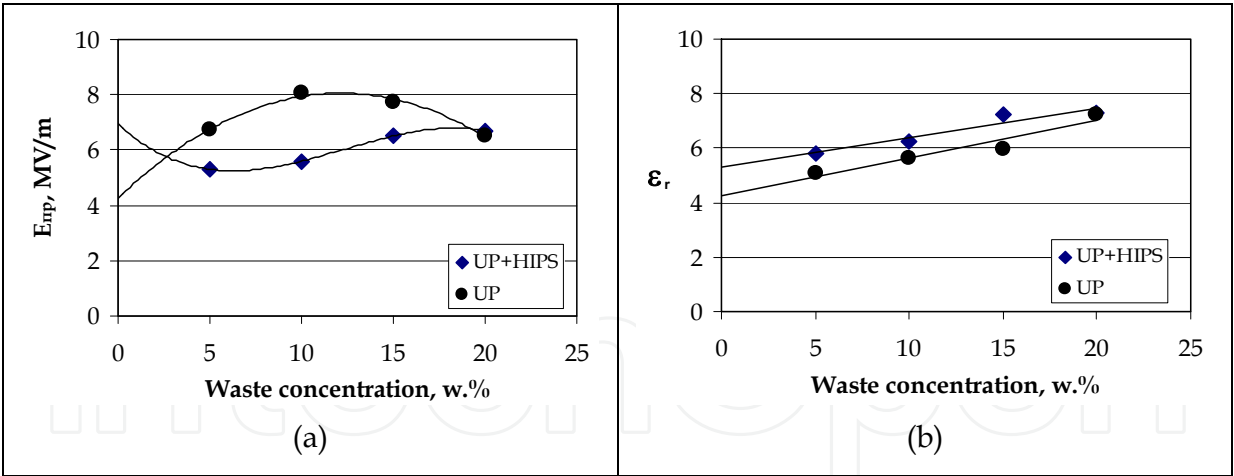 10
8
6
4
2
0
Eпр, MV/m
UP+HIPS
UP
0 5 10 15 20 25
Waste concentration, w.%
(a)
10
8
6
4
2
0
εr
UP+HIPS
UP
0 5 10 15 20 25
Waste concentration, w.%
(b)
intechopen